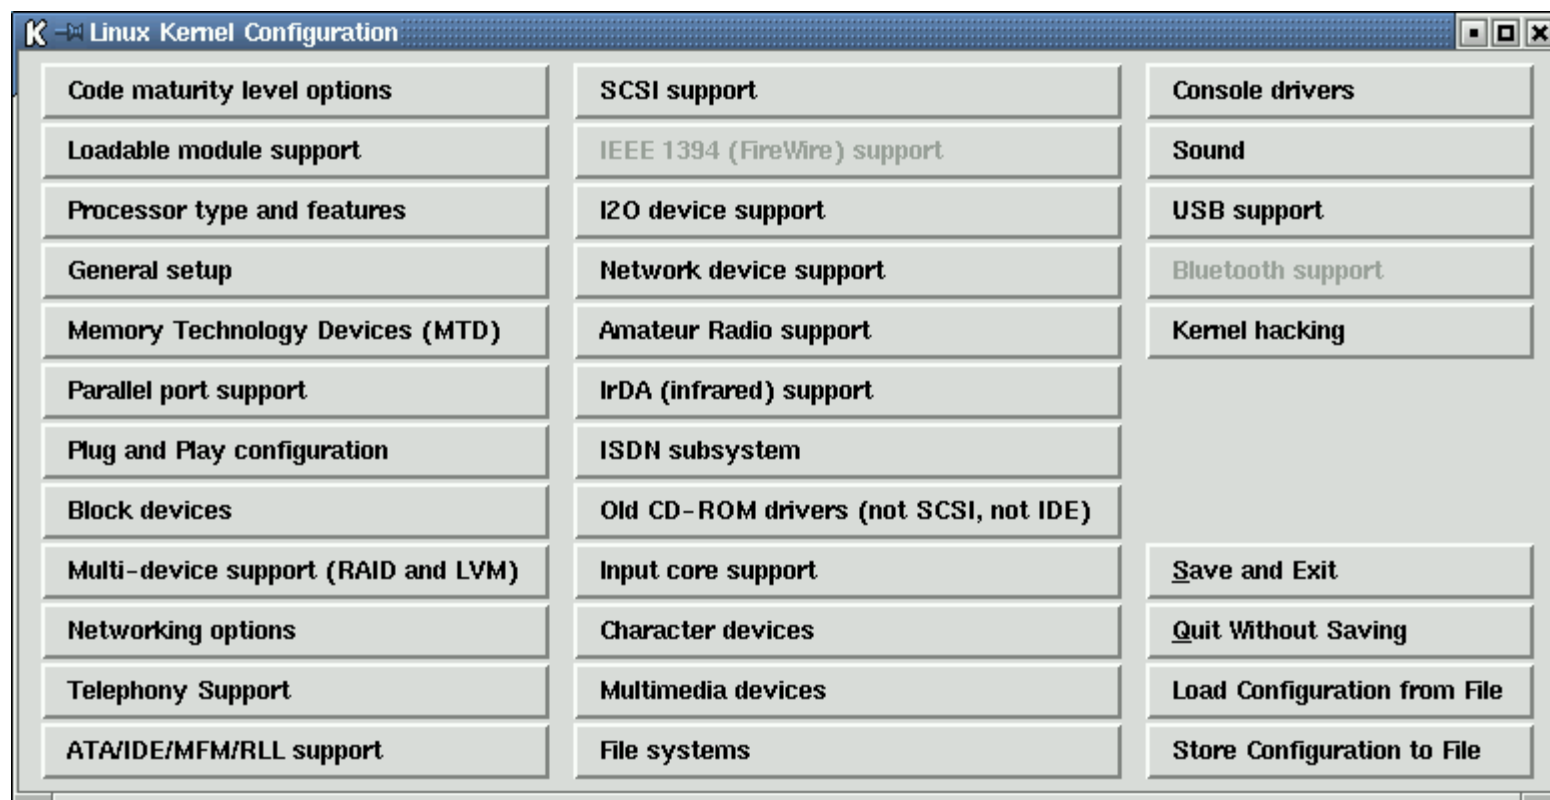 Linux Kernel Configuration
Code maturity level options
Loadable module support
Processor type and features
General setup
Memory Technology Devices (MTD)
Parallel port support
Plug and Play configuration
Block devices
Multi-device support (RAID and LVM)
Networking options
Telephony Support
ATA/IDE/MFM/RLL support
SCSI support
IEEE 1394 (FireWire) support
I2O device support
Network device support
Amateur Radio support
IrDA (infrared) support
ISDN subsystem
Old CD-ROM drivers (not SCSI, not IDE)
Input core support
Character devices
Multimedia devices
File systems
Console drivers
Sound
USB support
Bluetooth support
Kernel hacking
Save and Exit
Quit Without Saving
Load Configuration from File
Store Configuration to File